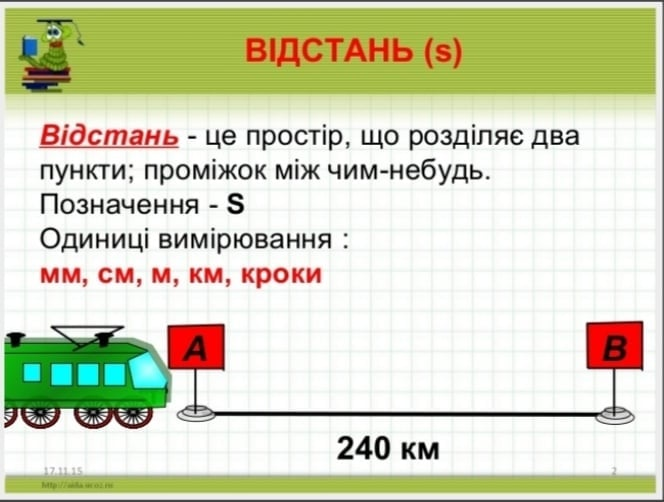 ВІДСТАНЬ (s)
Відстань - це простір, що розділяє два
пункти; проміжок між чим-небудь.
Позначення - S
Одиниці вимірювання :
мм, см, м, км, кроки
А В
240 км
17.11.15 2
http://aida.ucoz.ru